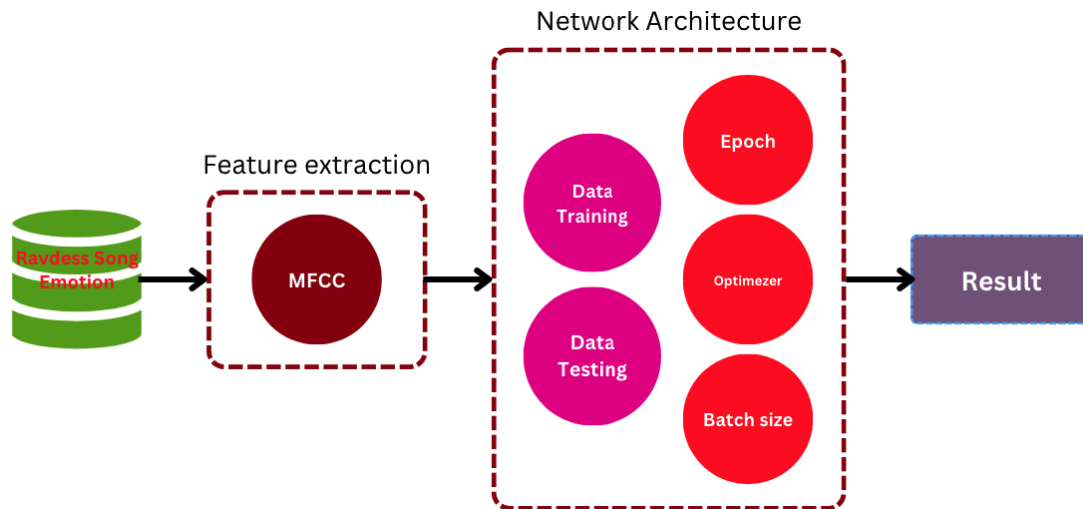 Network Architecture
Feature extraction
Ravdess Song
Emotion
MFCC
Data
Training
Data
Testing
Epoch
Optimezer
Batch size
Result